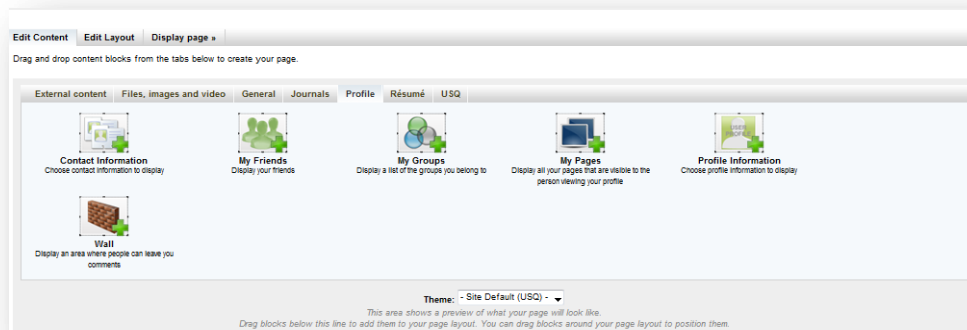 Edit Content Edit Layout Display page »
Drag and drop content blocks from the tabs below to create your page.
External content Files, images and video General Journals Profile Résumé USQ
USER
PROFILE
Contact Information My Friends My Groups My Pages Profile Information
Choose contact information to display Display your friends Display a list of the groups you belong to Display all your pages that are visible to the Choose profile information to display
person viewing your profile
Wall
Display an area where people can leave you
comments
Theme: - Site Default (USQ) -
This area shows a preview of what your page will look like.
Drag blocks below this line to add them to your page layout. You can drag blocks around your page layout to position them.